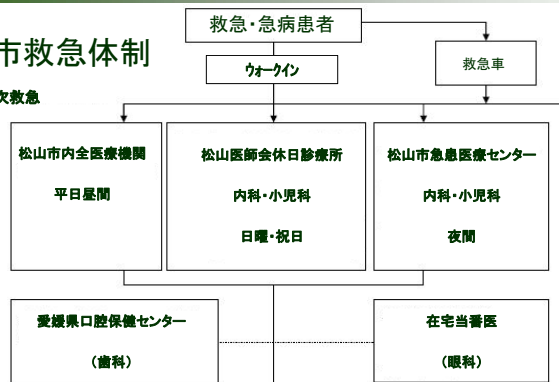 救急・急病患者
市救急体制
ウォークイン
救急車
次救急
松山市内全医療機関
平日昼間
松山医師会休日診療所
内科・小児科
日曜・祝日
松山市急患医療センター
内科・小児科
夜間
愛媛県口腔保健センター
（歯科）
在宅当番医
（眼科）